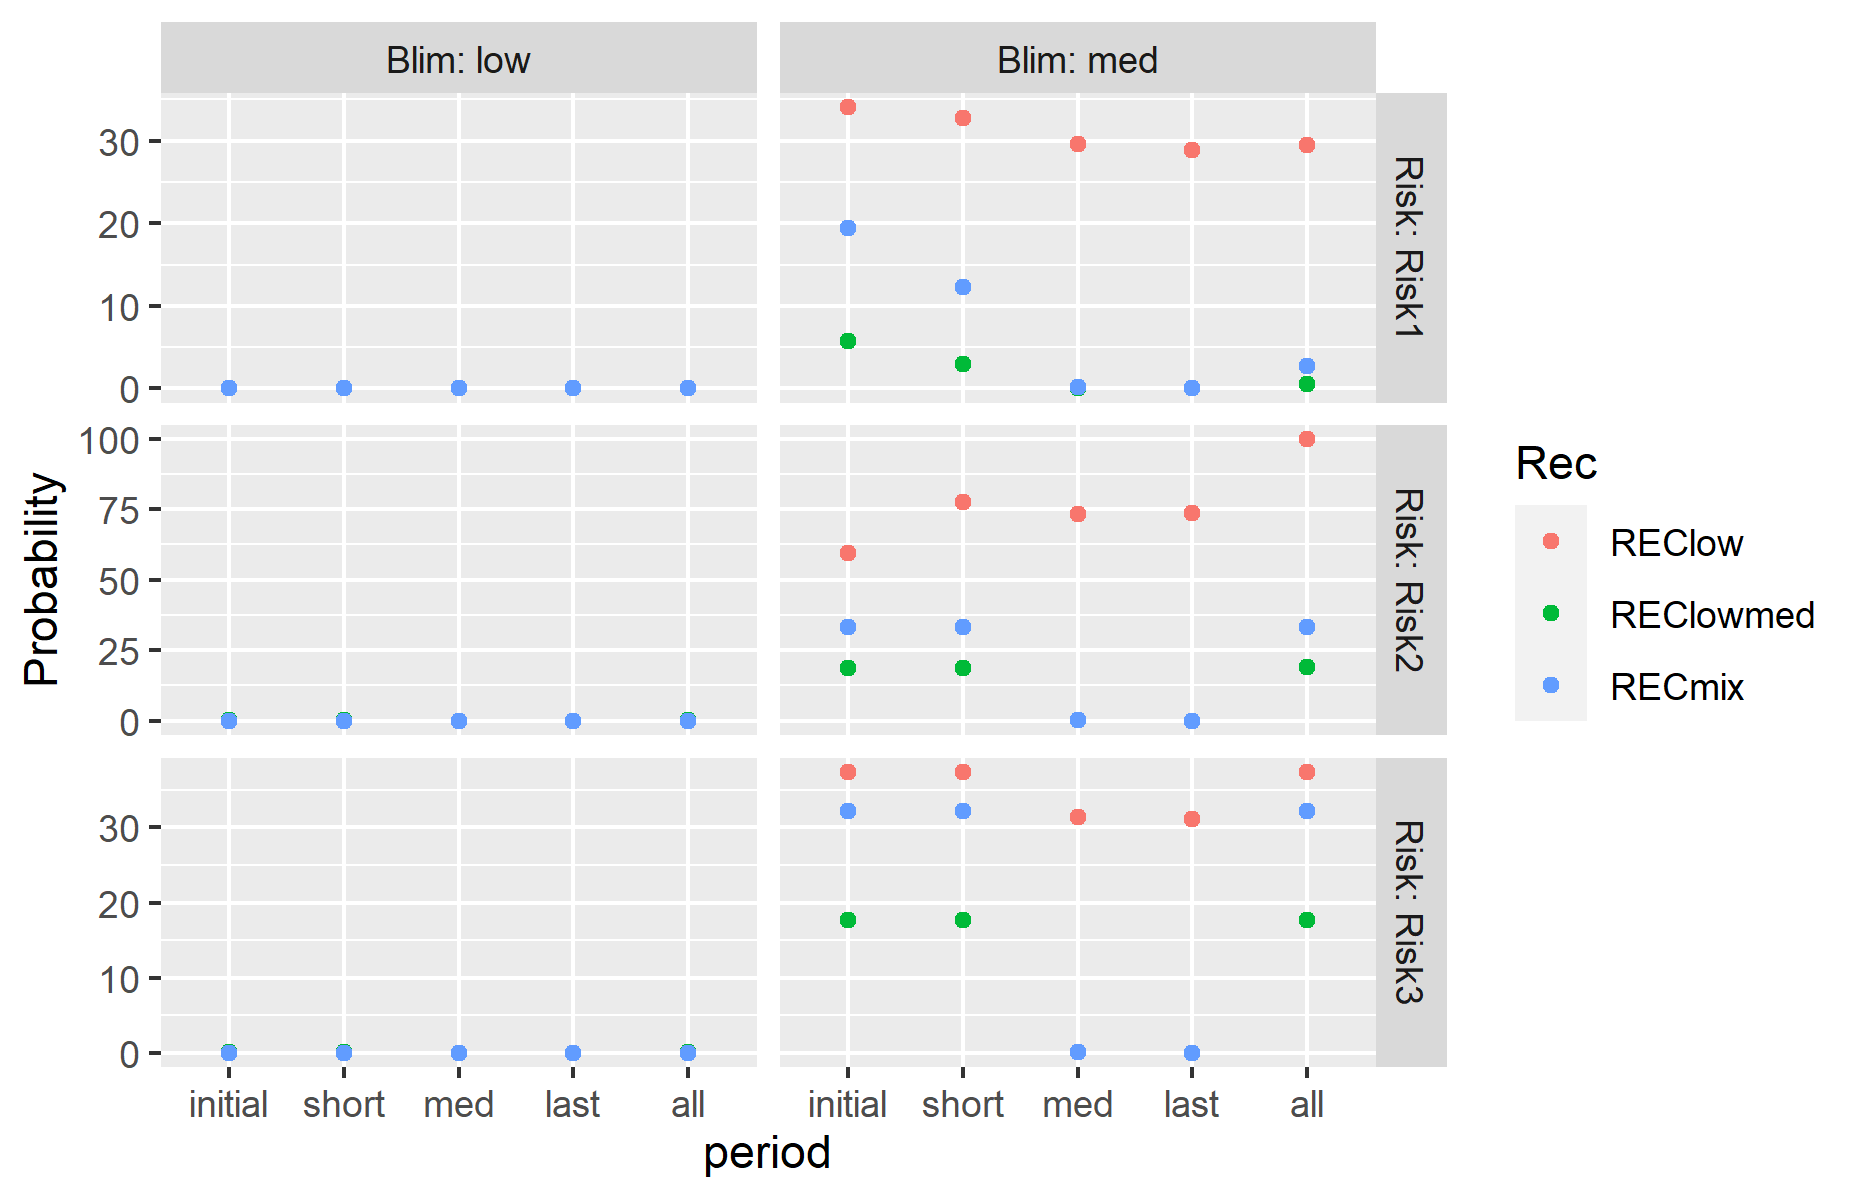 Blim: low
Blim: med
30
20
10
0
Risk: Risk1
100
75
50
25
0
Risk: Risk2
30
20
10
0
Risk: Risk3
Probability
initial short med last all
initial short med last all
period
Rec
REClow
REClowmed
RECmix